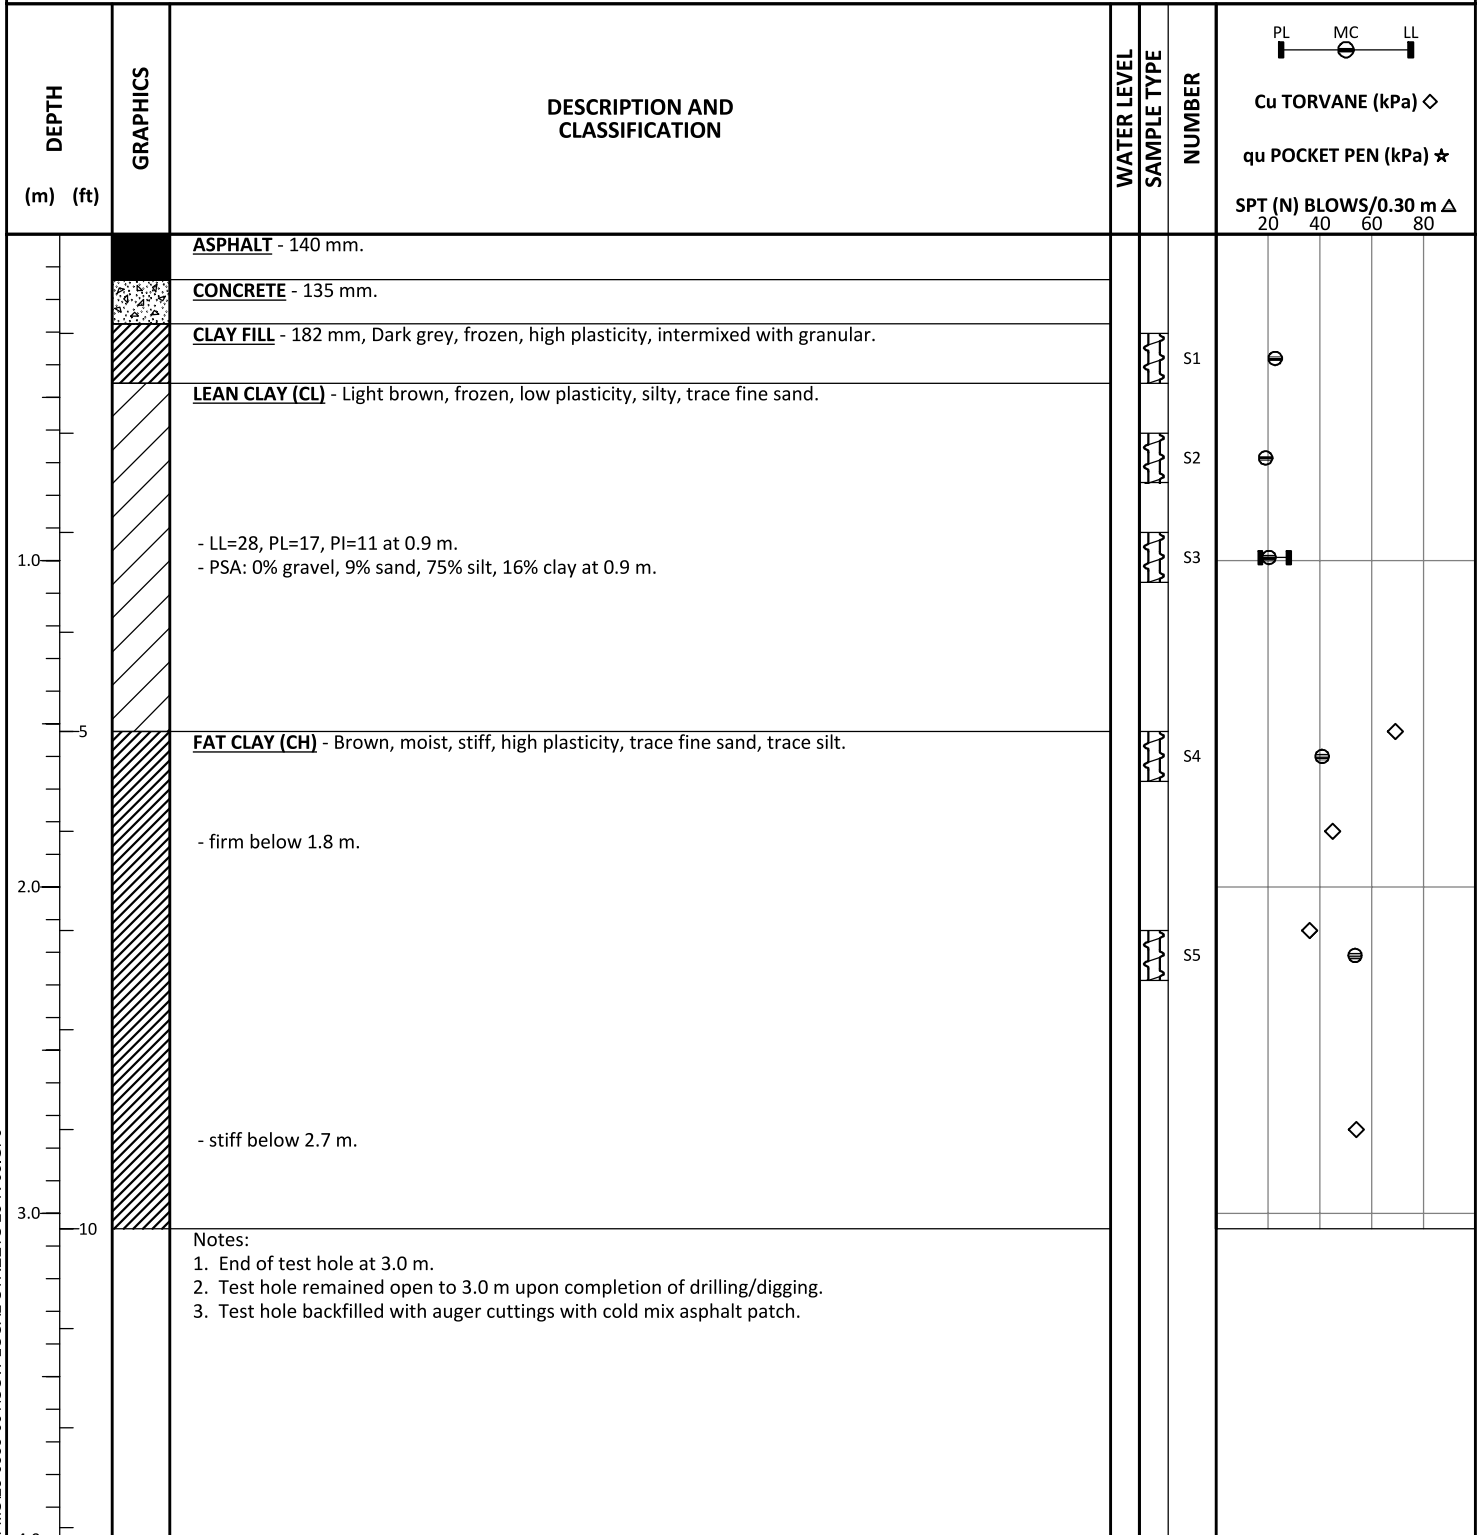 PL MC LL
DEPTH
GRAPHICS
DESCRIPTION AND
CLASSIFICATION
WATER LEVEL
SAMPLE TYPE
NUMBER
Cu TORVANE (kPa)
qu POCKET PEN (kPa)
(m) (ft)
SPT (N) BLOWS/0.30 m
20 40 60 80
ASPHALT - 140 mm.
CONCRETE - 135 mm.
CLAY FILL - 182 mm, Dark grey, frozen, high plasticity, intermixed with granular.
S1
LEAN CLAY (CL) - Light brown, frozen, low plasticity, silty, trace fine sand.
S2
- LL=28, PL=17, PI=11 at 0.9 m.
1.0
- PSA: 0% gravel, 9% sand, 75% silt, 16% clay at 0.9 m.
S3
5
FAT CLAY (CH) - Brown, moist, stiff, high plasticity, trace fine sand, trace silt.
S4
- firm below 1.8 m.
2.0
S5
- stiff below 2.7 m.
3.0
10
Notes:
1. End of test hole at 3.0 m.
2. Test hole remained open to 3.0 m upon completion of drilling/digging.
3. Test hole backfilled with auger cuttings with cold mix asphalt patch.